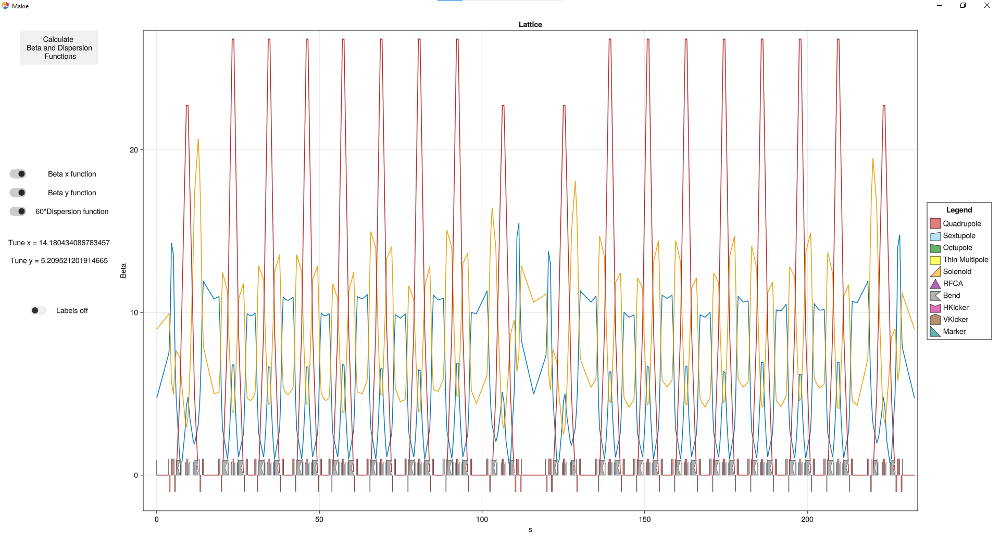 Makie
Lattice
Calculate
Beta and Dispersion
Functions
Beta x function
Beta y function
60*Dispersion function
Tune x = 14.180434086783457
Tune y = 5.209521201914665
Labels off
Beta
20
10
0
0
50
100
150
200
s
Legend
Quadrupole
Sextupole
Octupole
Thin Multipole
Solenoid
RFCA
Bend
HKicker
VKicker
Marker